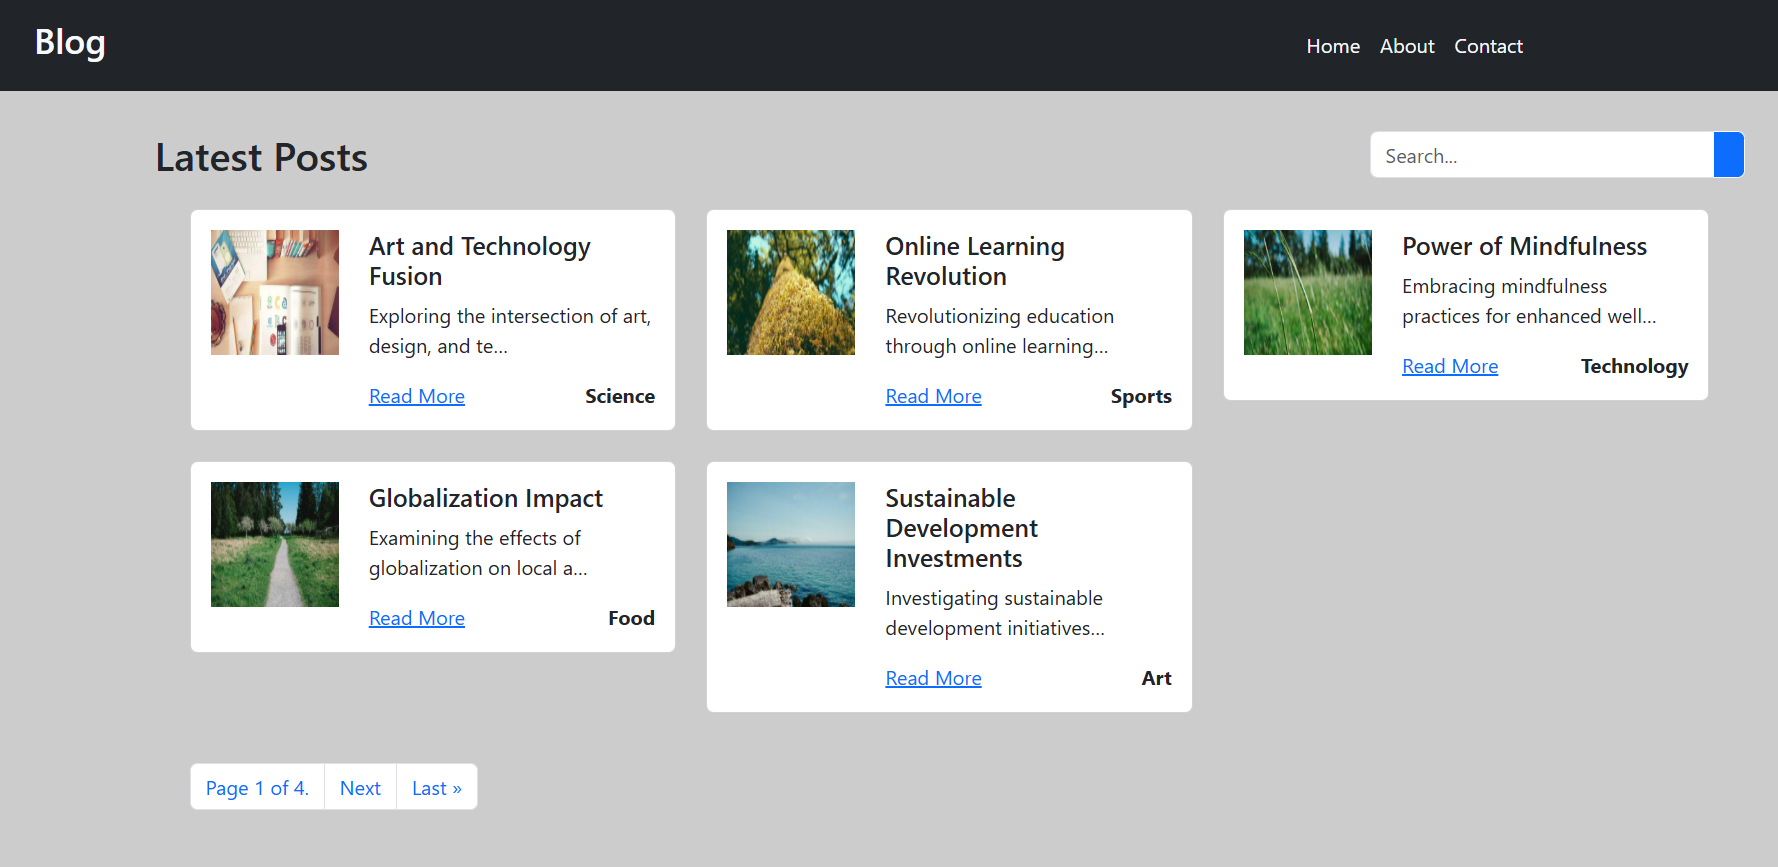 Blog
Home About Contact
Latest Posts
Search...
Art and Technology
Fusion
Exploring the intersection of art,
design, and te...
Read More Science
Online Learning
Revolution
Revolutionizing education
through online learning...
Read More Sports
Power of Mindfulness
Embracing mindfulness
practices for enhanced well...
Read More Technology
Globalization Impact
Examining the effects of
globalization on local a...
Read More Food
Sustainable
Development
Investments
Investigating sustainable
development initiatives...
Read More Art
Page 1 of 4. Next Last »